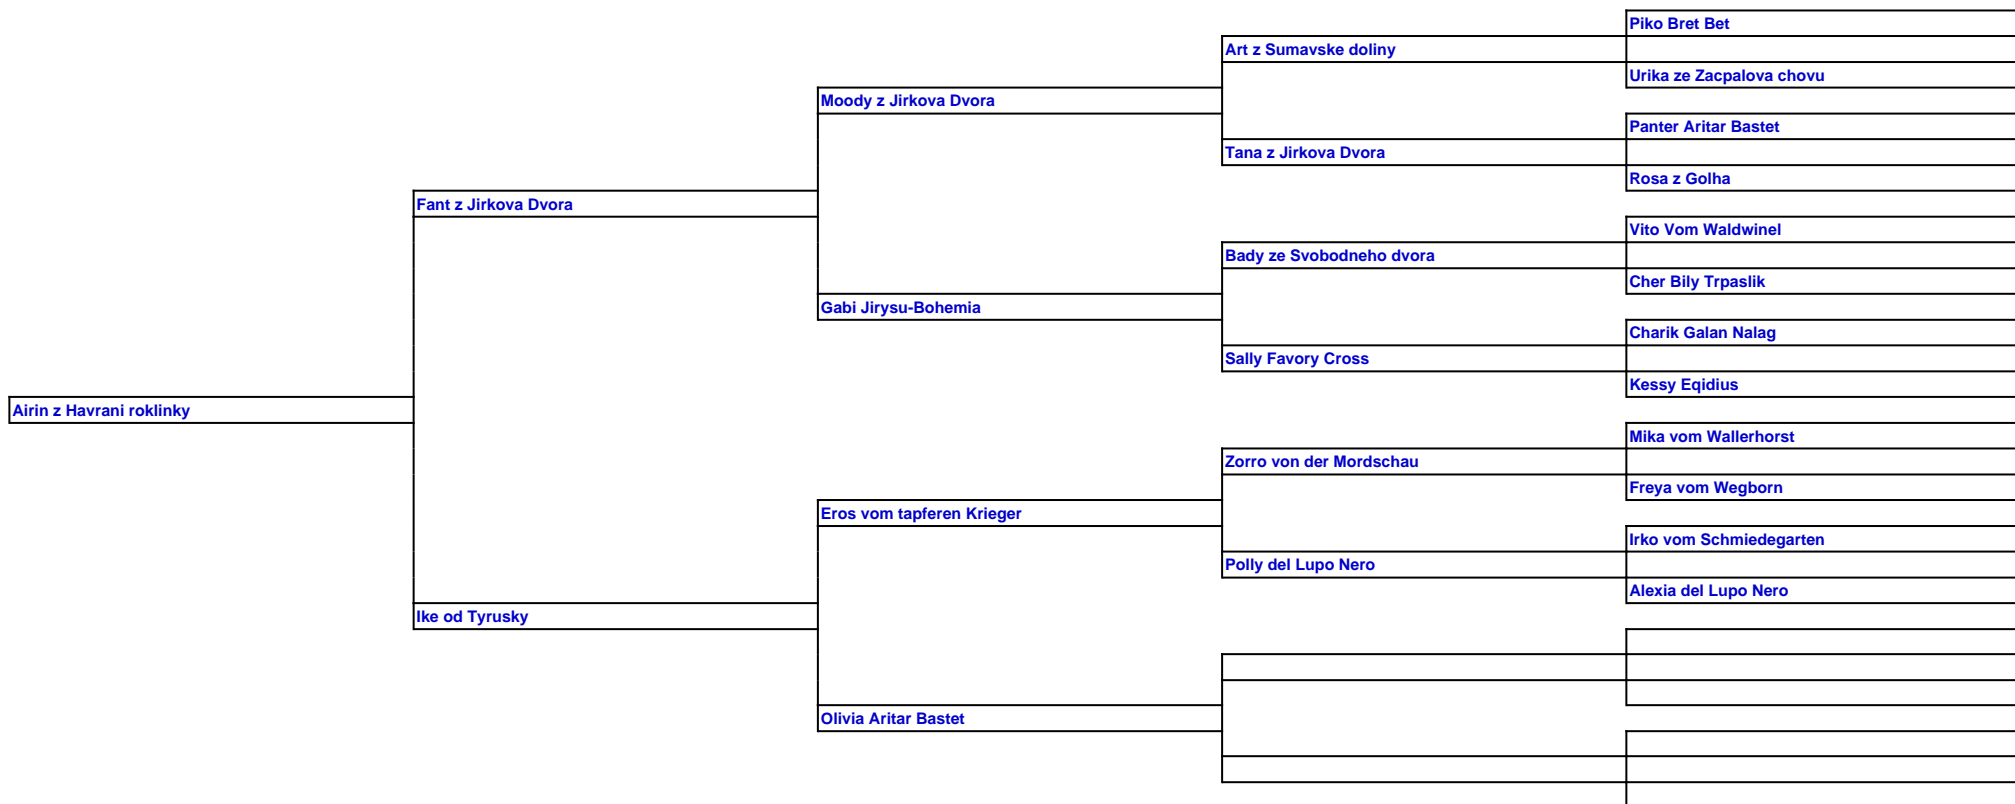 Piko Bret Bet
Art z Sumavske doliny
Urika ze Zacpalova chovu
Moody z Jirkova Dvora
Panter Aritar Bastet
Tana z Jirkova Dvora
Rosa z Golha
Fant z Jirkova Dvora
Vito Vom Waldwinel
Bady ze Svobodneho dvora
Cher Bily Trpaslik
Gabi Jirysu-Bohemia
Charik Galan Nalag
Sally Favory Cross
Kessy Eqidius
Airin z Havrani roklinky
Mika vom Wallerhorst
Zorro von der Mordschau
Freya vom Wegborn
Eros vom tapferen Krieger
Irko vom Schmiedegarten
Polly del Lupo Nero
Alexia del Lupo Nero
Ike od Tyrusky
Olivia Aritar Bastet